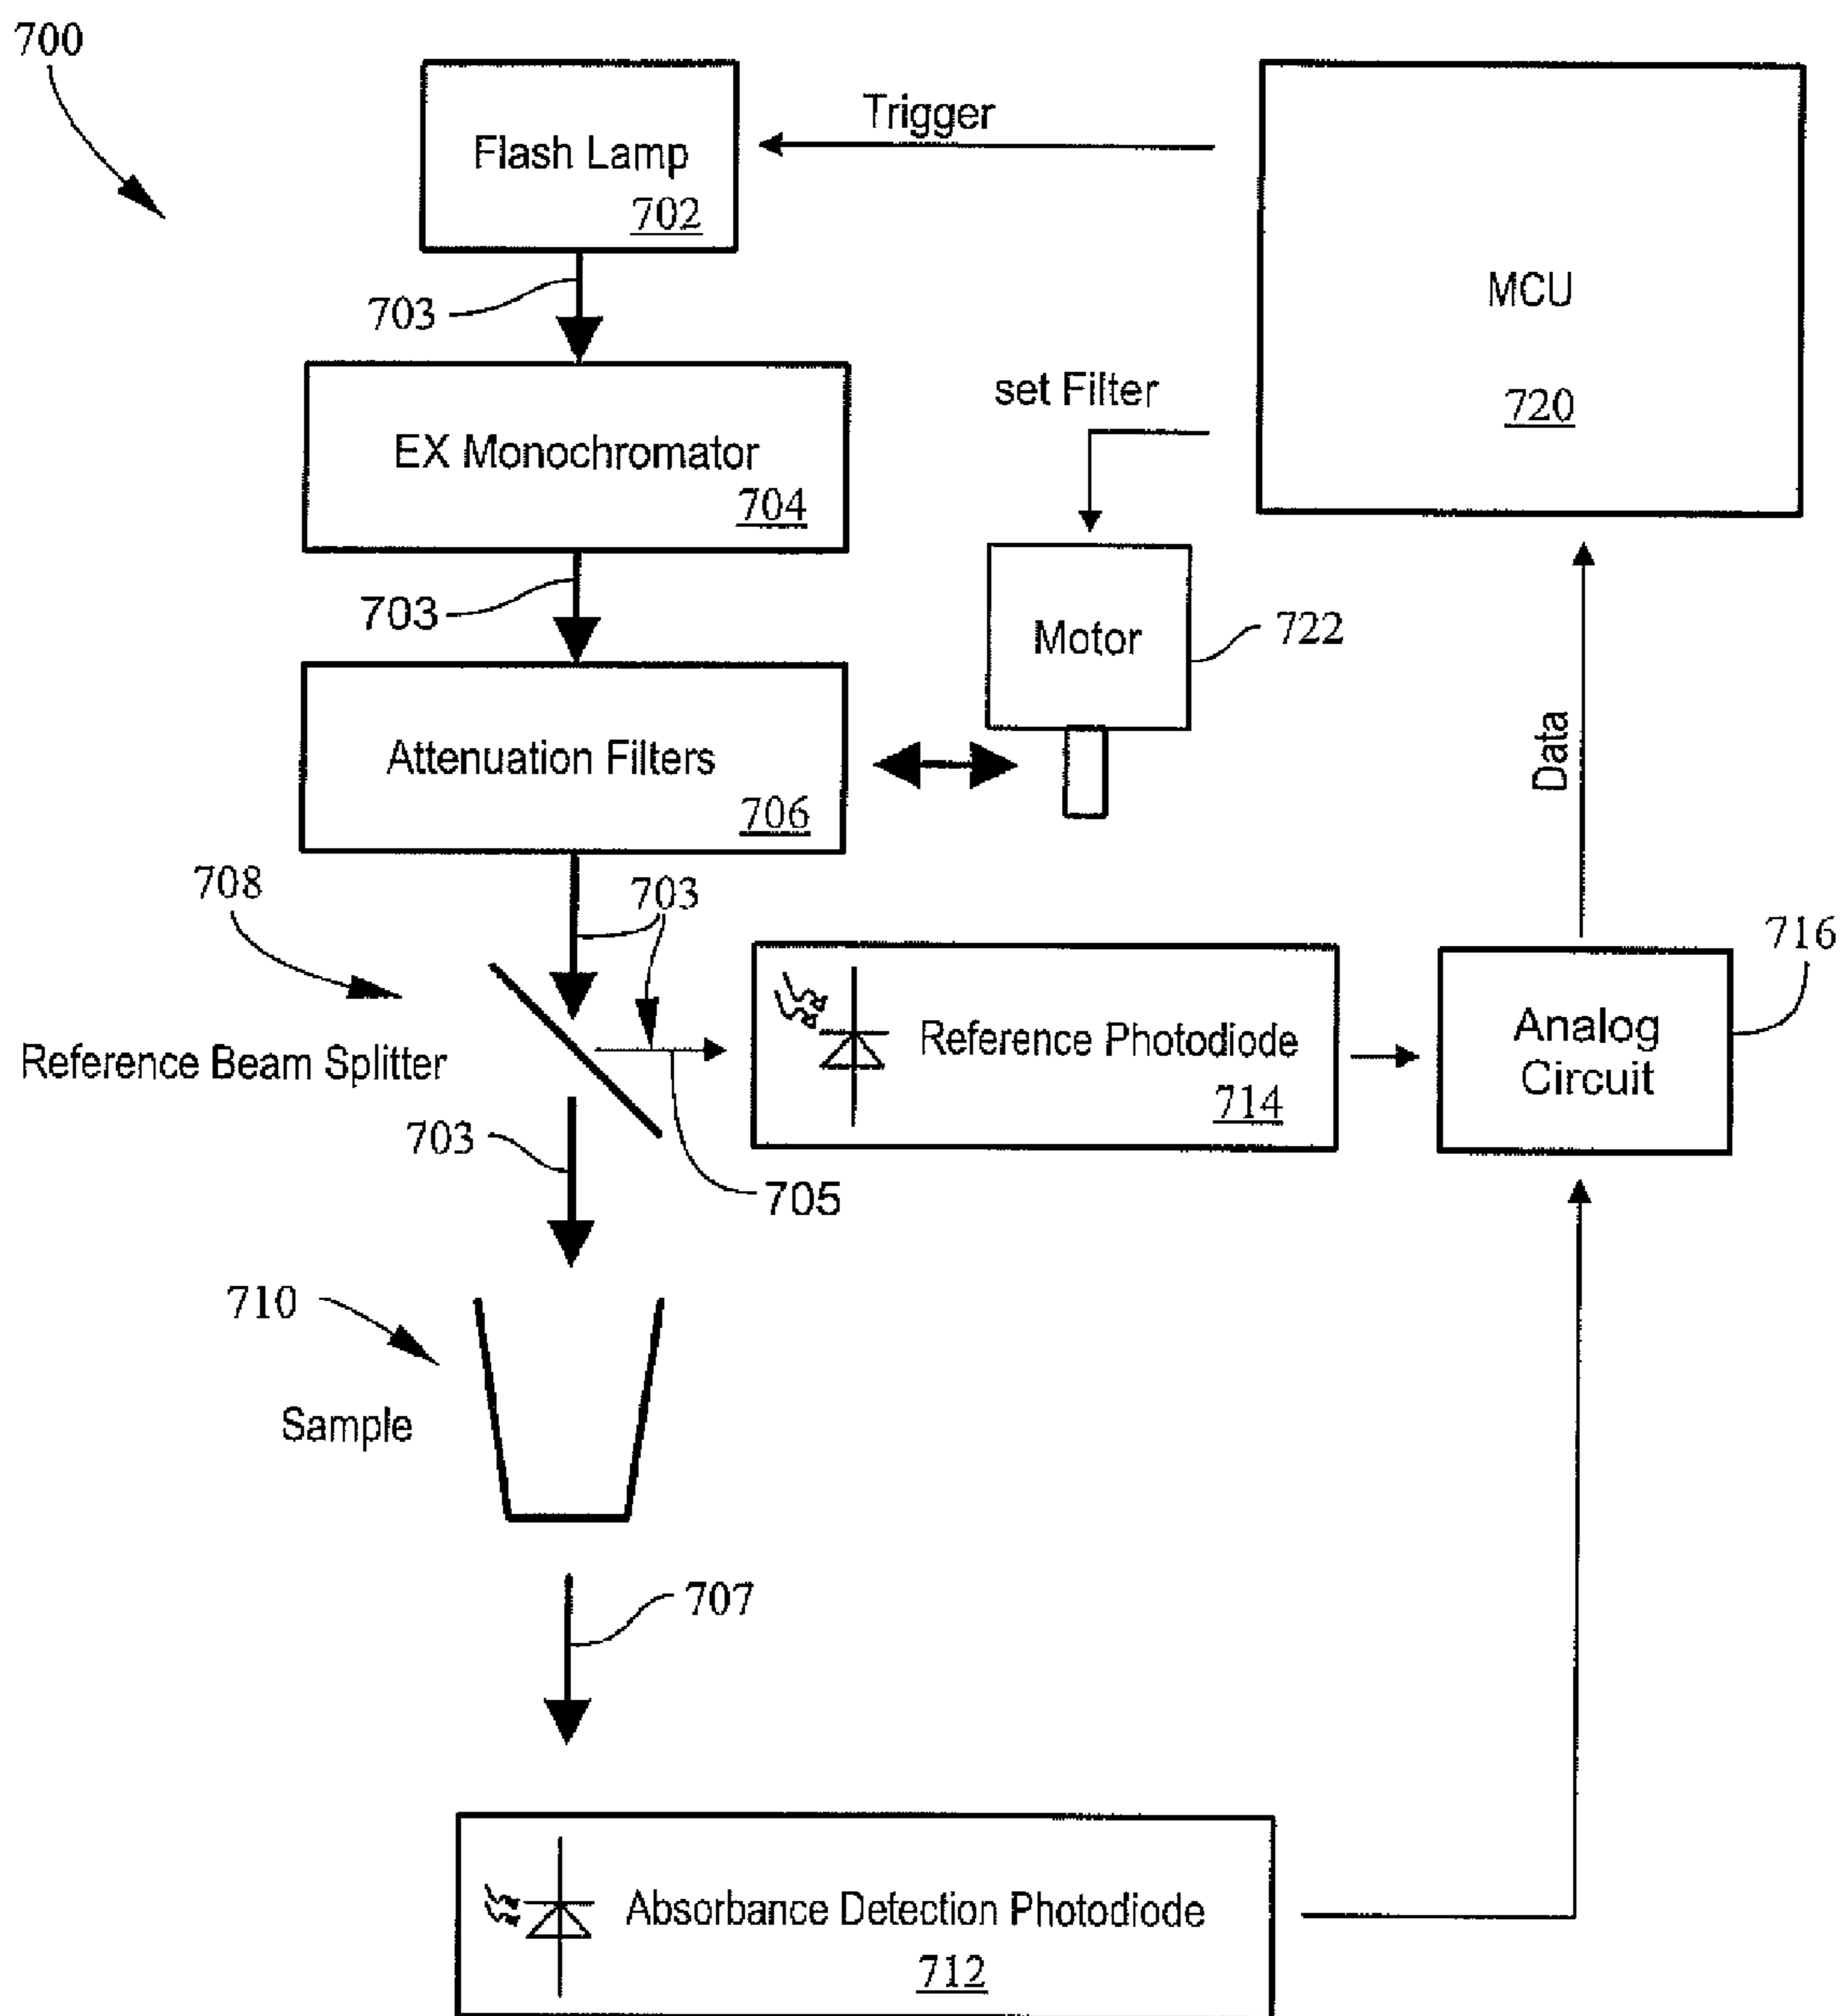 700
Flash Lamp
702
Trigger
MCU
720
703
EX Monochromator
704
set Filter
703
Motor
722
Attenuation Filters
706
Data
708
703
Reference Beam Splitter
Reference Photodiode
714
Analog
Circuit
716
703
705
710
Sample
707
Absorbance Detection Photodiode
712